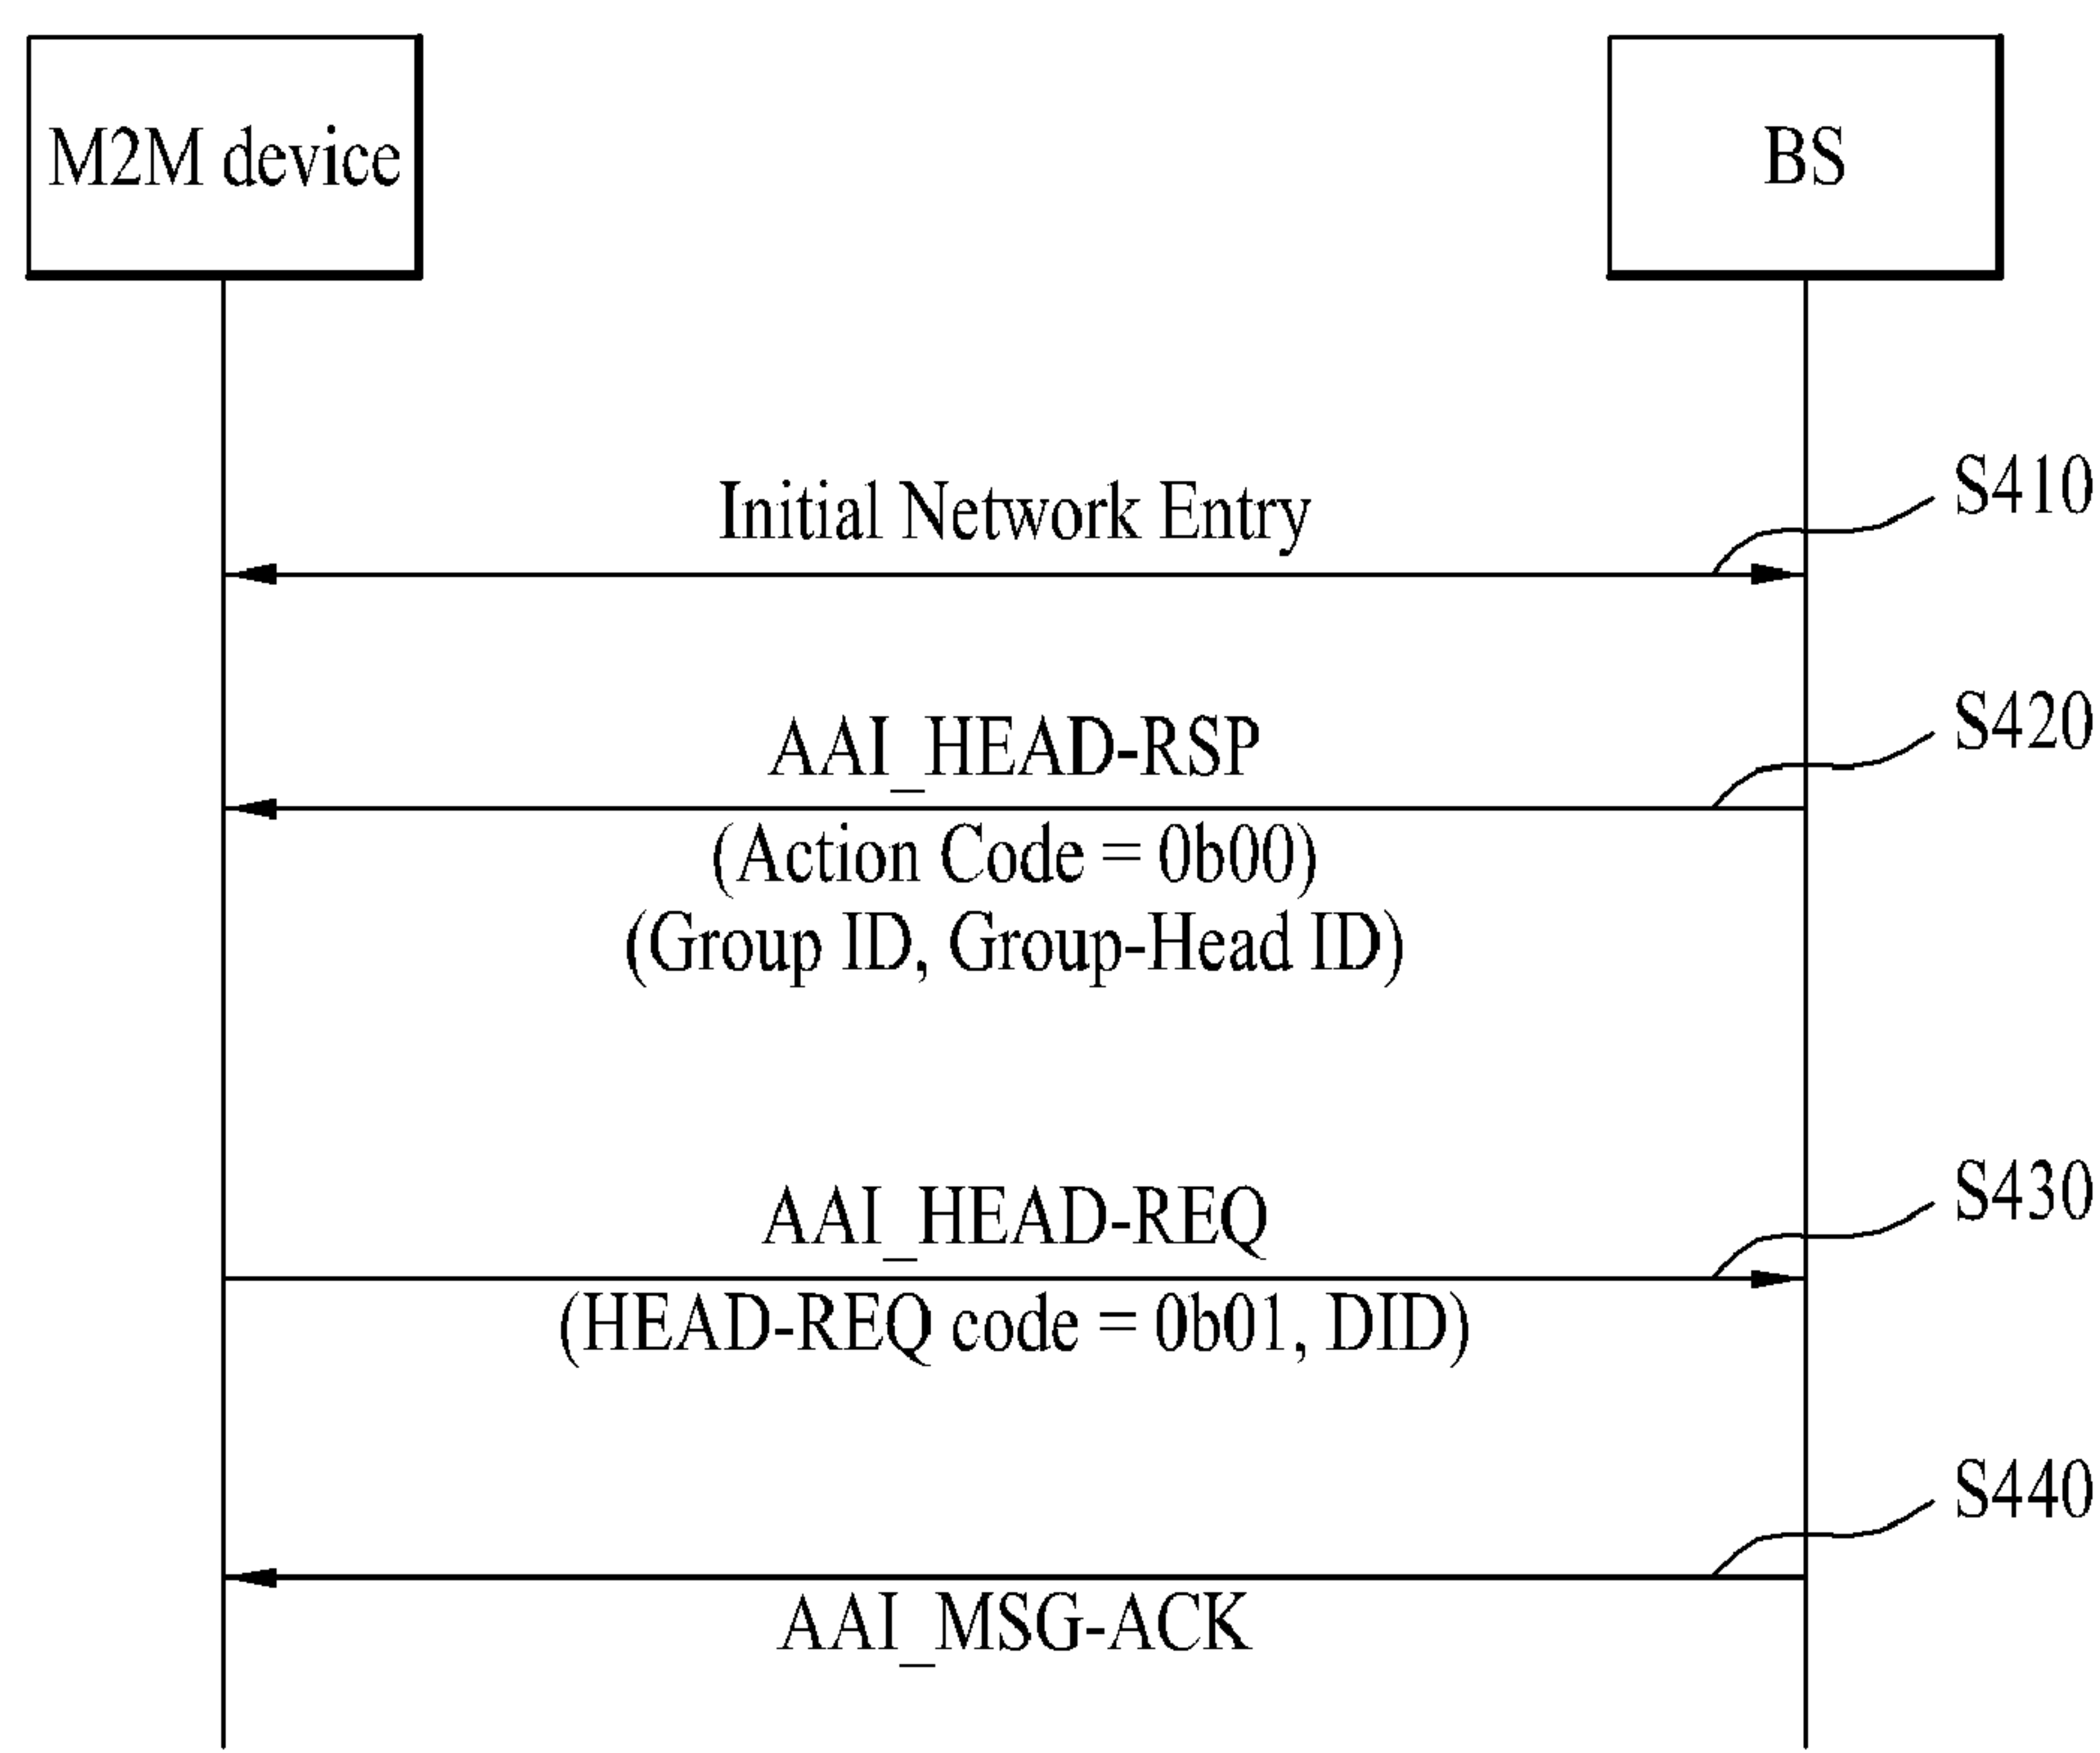 M2M device
BS
Initial Network Entry
S410
AAI_HEAD-RSP
S420
(Action Code = 0b00)
(Group ID, Group-Head ID)
AAI_HEAD-REQ
S430
(HEAD-REQ code = 0b01, DID)
S440
AAI_MSG-ACK